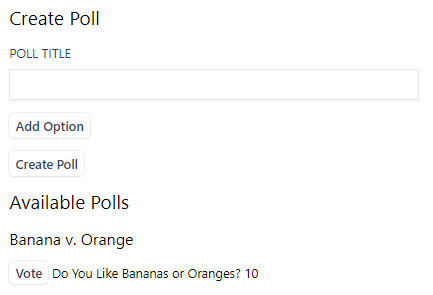 Create Poll
POLL TITLE
Add Option
Create Poll
Available Polls
Banana v. Orange
Vote Do You Like Bananas or Oranges? 10